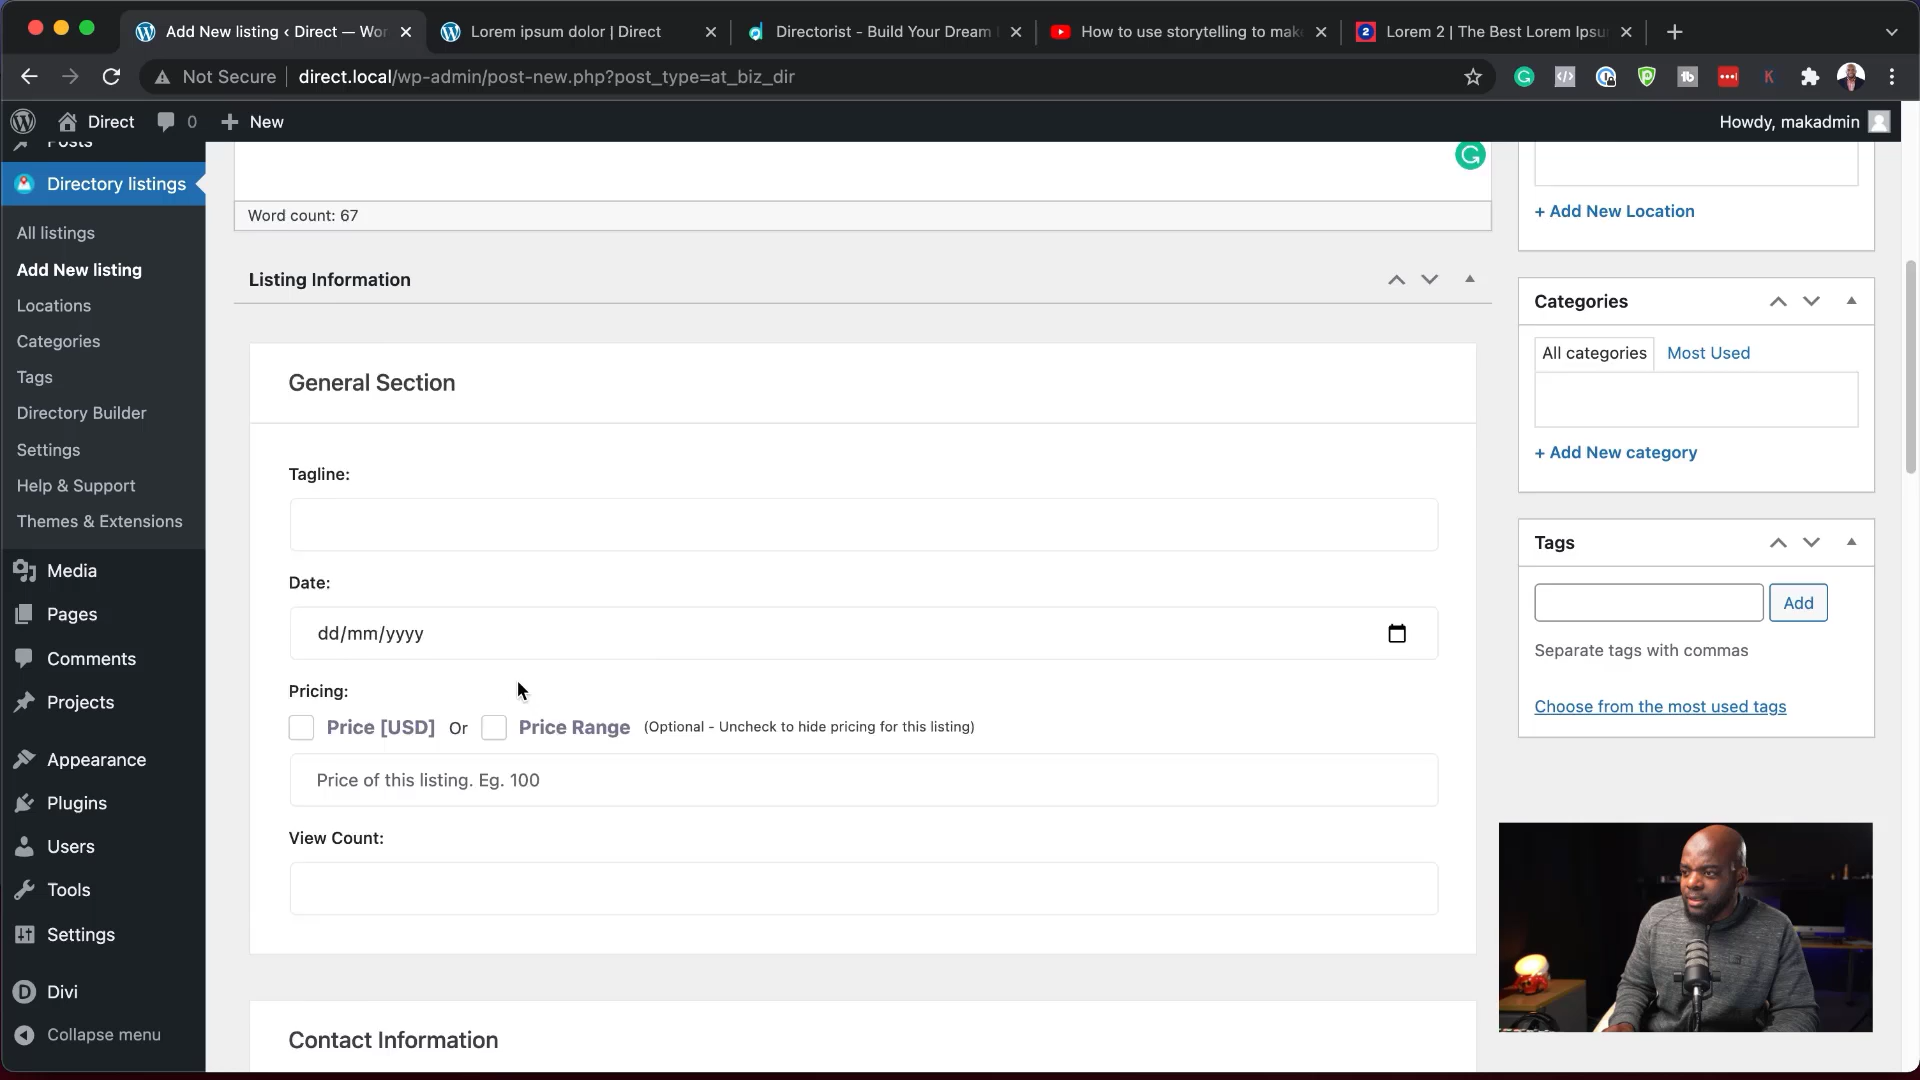 Add New listing ‹ Direct — Wor
Lorem ipsum dolor | Direct
Directorist - Build Your Dream
How to use storytelling to mak
Lorem 2 | The Best Lorem Ipsu
Not Secure
direct.local/wp-admin/post-new.php?post_type=at_biz_dir
Direct
0
New
Howdy, makadmin
Posts
Directory listings
All listings
Add New listing
Locations
Categories
Tags
Directory Builder
Settings
Help & Support
Themes & Extensions
Media
Pages
Comments
Projects
Appearance
Plugins
Users
Tools
Settings
Divi
Collapse menu
Word count: 67
Listing Information
General Section
Tagline:
Date:
dd/mm/yyyy
Pricing:
Price [USD] Or Price Range (Optional - Uncheck to hide pricing for this listing)
Price of this listing. Eg. 100
View Count:
Contact Information
+ Add New Location
Categories
All categories
Most Used
+ Add New category
Tags
Add
Separate tags with commas
Choose from the most used tags